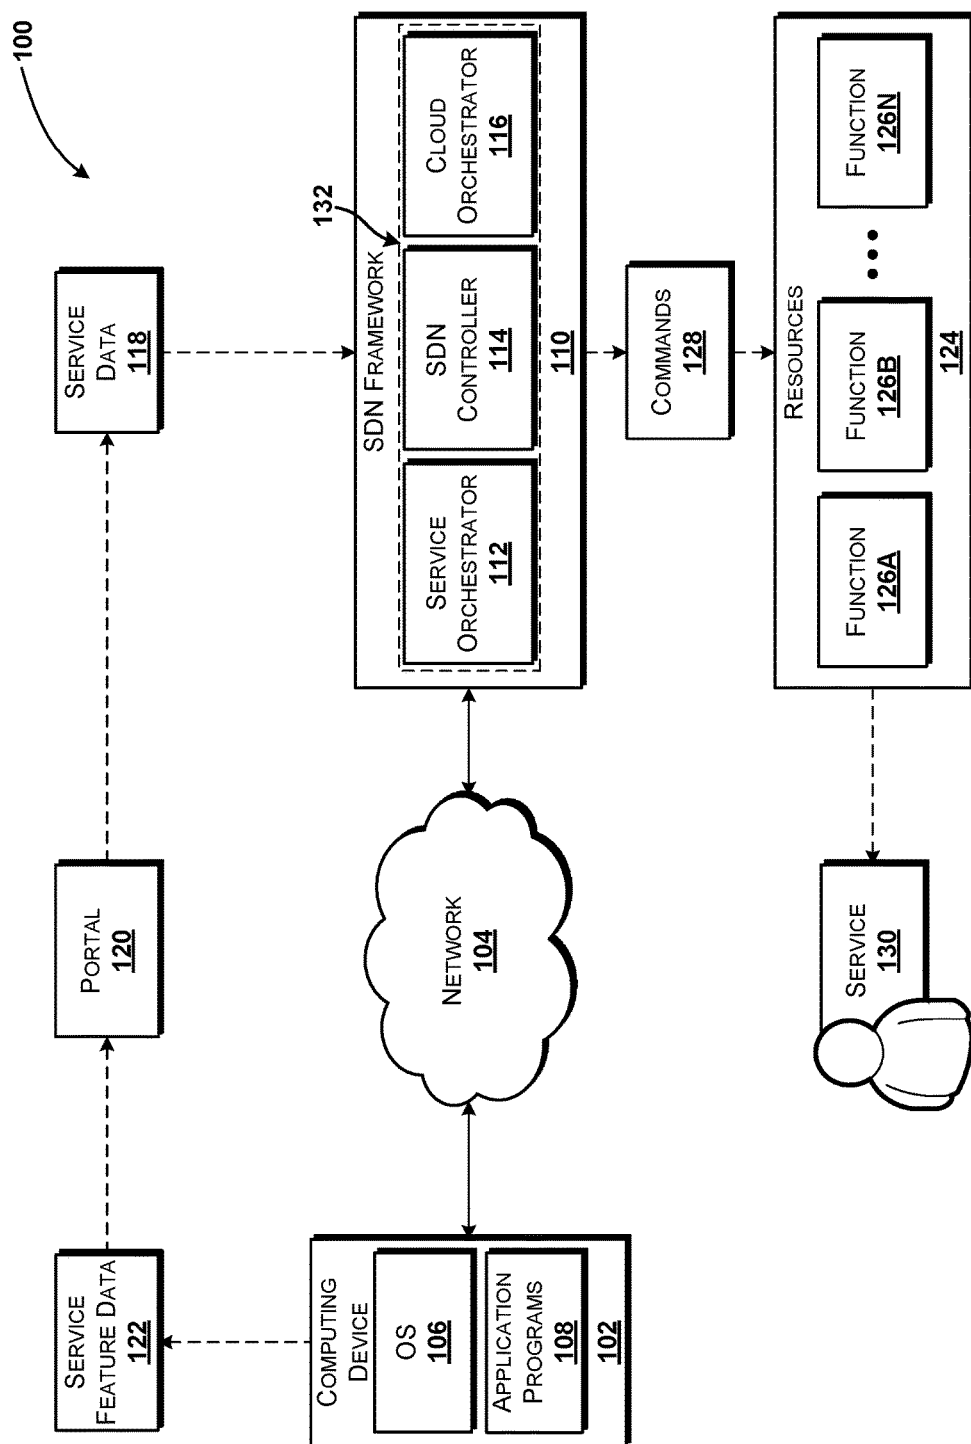 100
SERVICE
FEATURE DATA
122
PORTAL
120
SERVICE
DATA
118
COMPUTING
DEVICE
OS
106
APPLICATION
PROGRAMS
108
102
NETWORK
104
SDN FRAMEWORK
132
SERVICE
ORCHESTRATOR
112
SDN
CONTROLLER
114
CLOUD
ORCHESTRATOR
116
110
COMMANDS
128
SERVICE
130
RESOURCES
FUNCTION
126A
FUNCTION
126B
•••
FUNCTION
126N
124